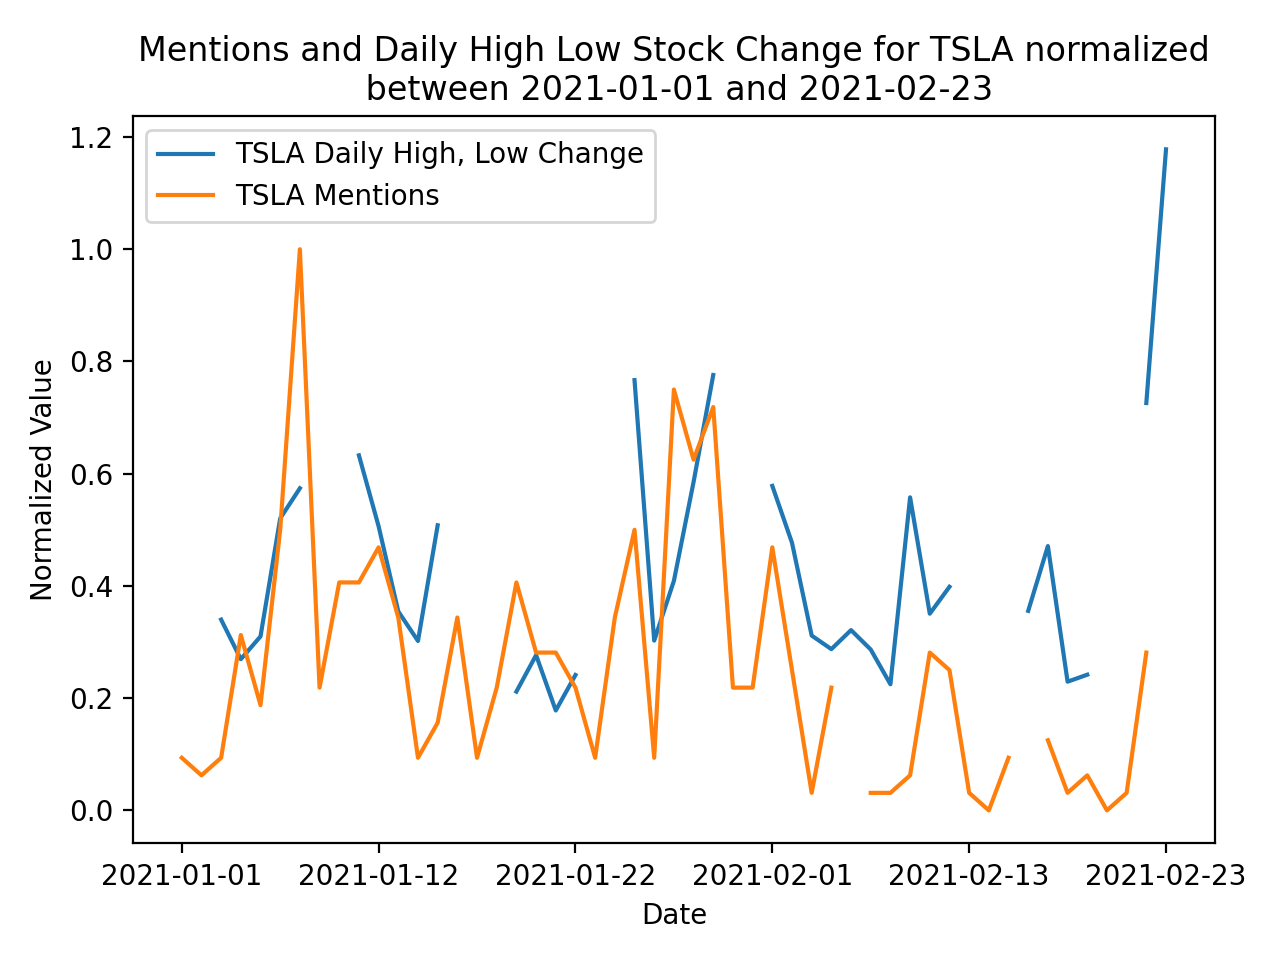 Mentions and Daily High Low Stock Change for TSLA normalized
between 2021-01-01 and 2021-02-23
TSLA Daily High, Low Change
TSLA Mentions
Normalized Value
1.2
1.0
0.8
0.6
0.4
0.2
0.0
2021-01-01 2021-01-12 2021-01-22 2021-02-01 2021-02-13 2021-02-23
Date